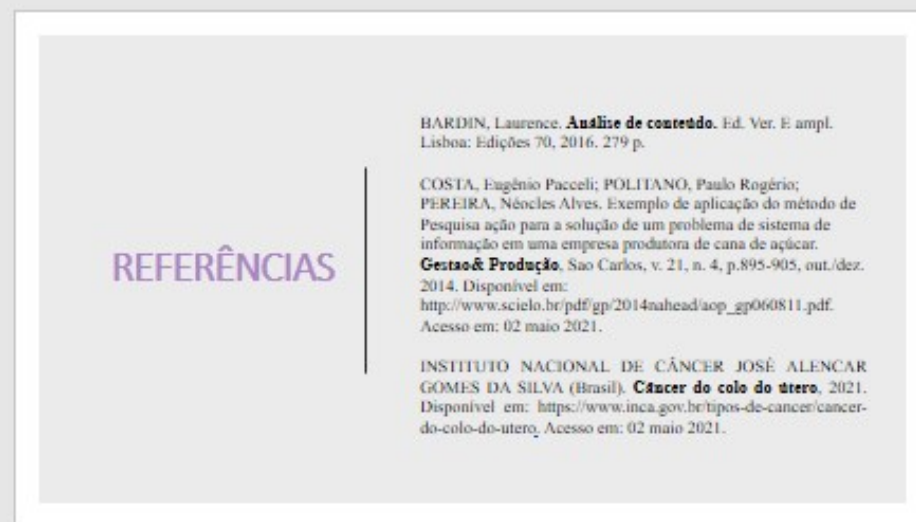 REFERÊNCIAS
BARDIN, Laurence. Análise de conteúdo. Ed. Ver. E ampl.
Lisboa: Edições 70, 2016. 279 p.
COSTA, Eugênio Pacceli; POLITANO, Paulo Rogério;
PEREIRA, Néocles Alves. Exemplo de aplicação do método de
Pesquisa ação para a solução de um problema de sistema de
informação em uma empresa produtora de cana de açúcar.
Gestao& Produção, Sao Carlos, v. 21, n. 4, p.895-905, out./dez.
2014. Disponível em:
http://www.scielo.br/pdf/gp/2014nahead/aop_gp060811.pdf.
Acesso em: 02 maio 2021.
INSTITUTO NACIONAL DE CÂNCER JOSÉ ALENCAR
GOMES DA SILVA (Brasil). Câncer do colo do útero, 2021.
Disponível em: https://www.inca.gov.br/tipos-de-cancer/cancer-
do-colo-do-utero. Acesso em: 02 maio 2021.